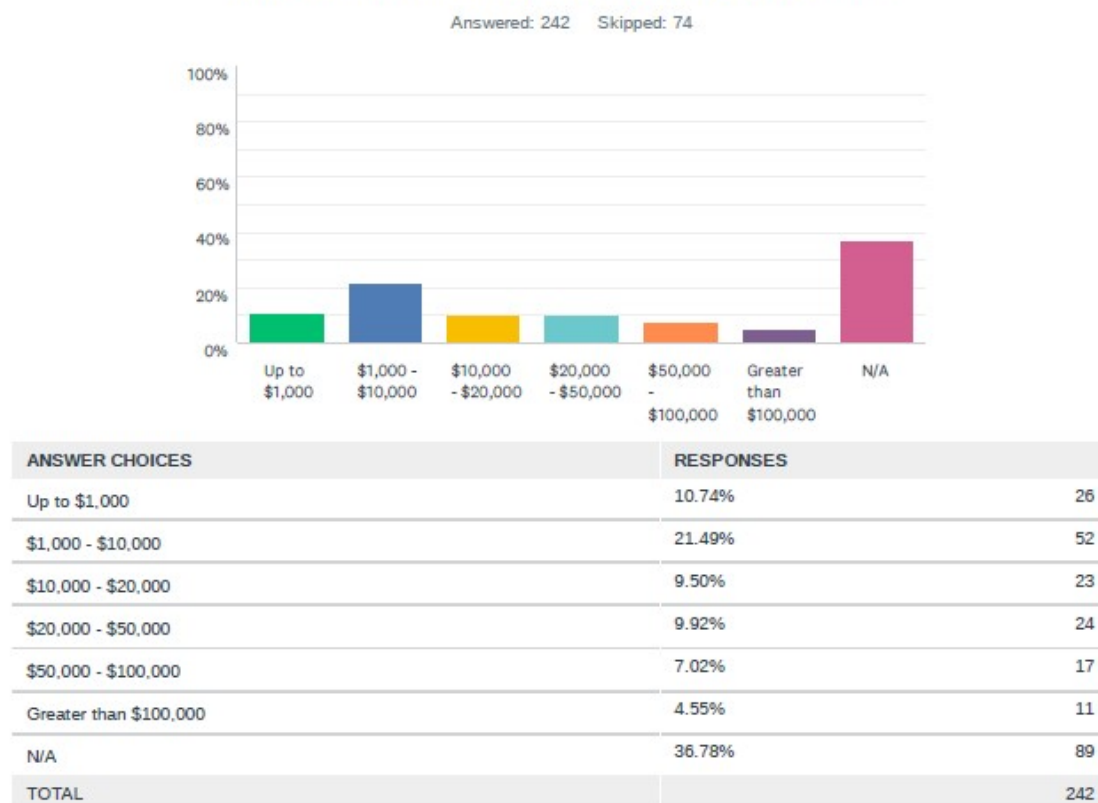 Answered: 242 Skipped: 74
100%
80%
60%
40%
20%
0%
Up to
$1,000
$1,000 -
$10,000
$10,000
- $20,000
$20,000
- $50,000
$50,000
-
$100,000
Greater
than
$100,000
N/A
ANSWER CHOICES RESPONSES
Up to $1,000 10.74% 26
$1,000 - $10,000 21.49% 52
$10,000 - $20,000 9.50% 23
$20,000 - $50,000 9.92% 24
$50,000 - $100,000 7.02% 17
Greater than $100,000 4.55% 11
N/A 36.78% 89
TOTAL 242